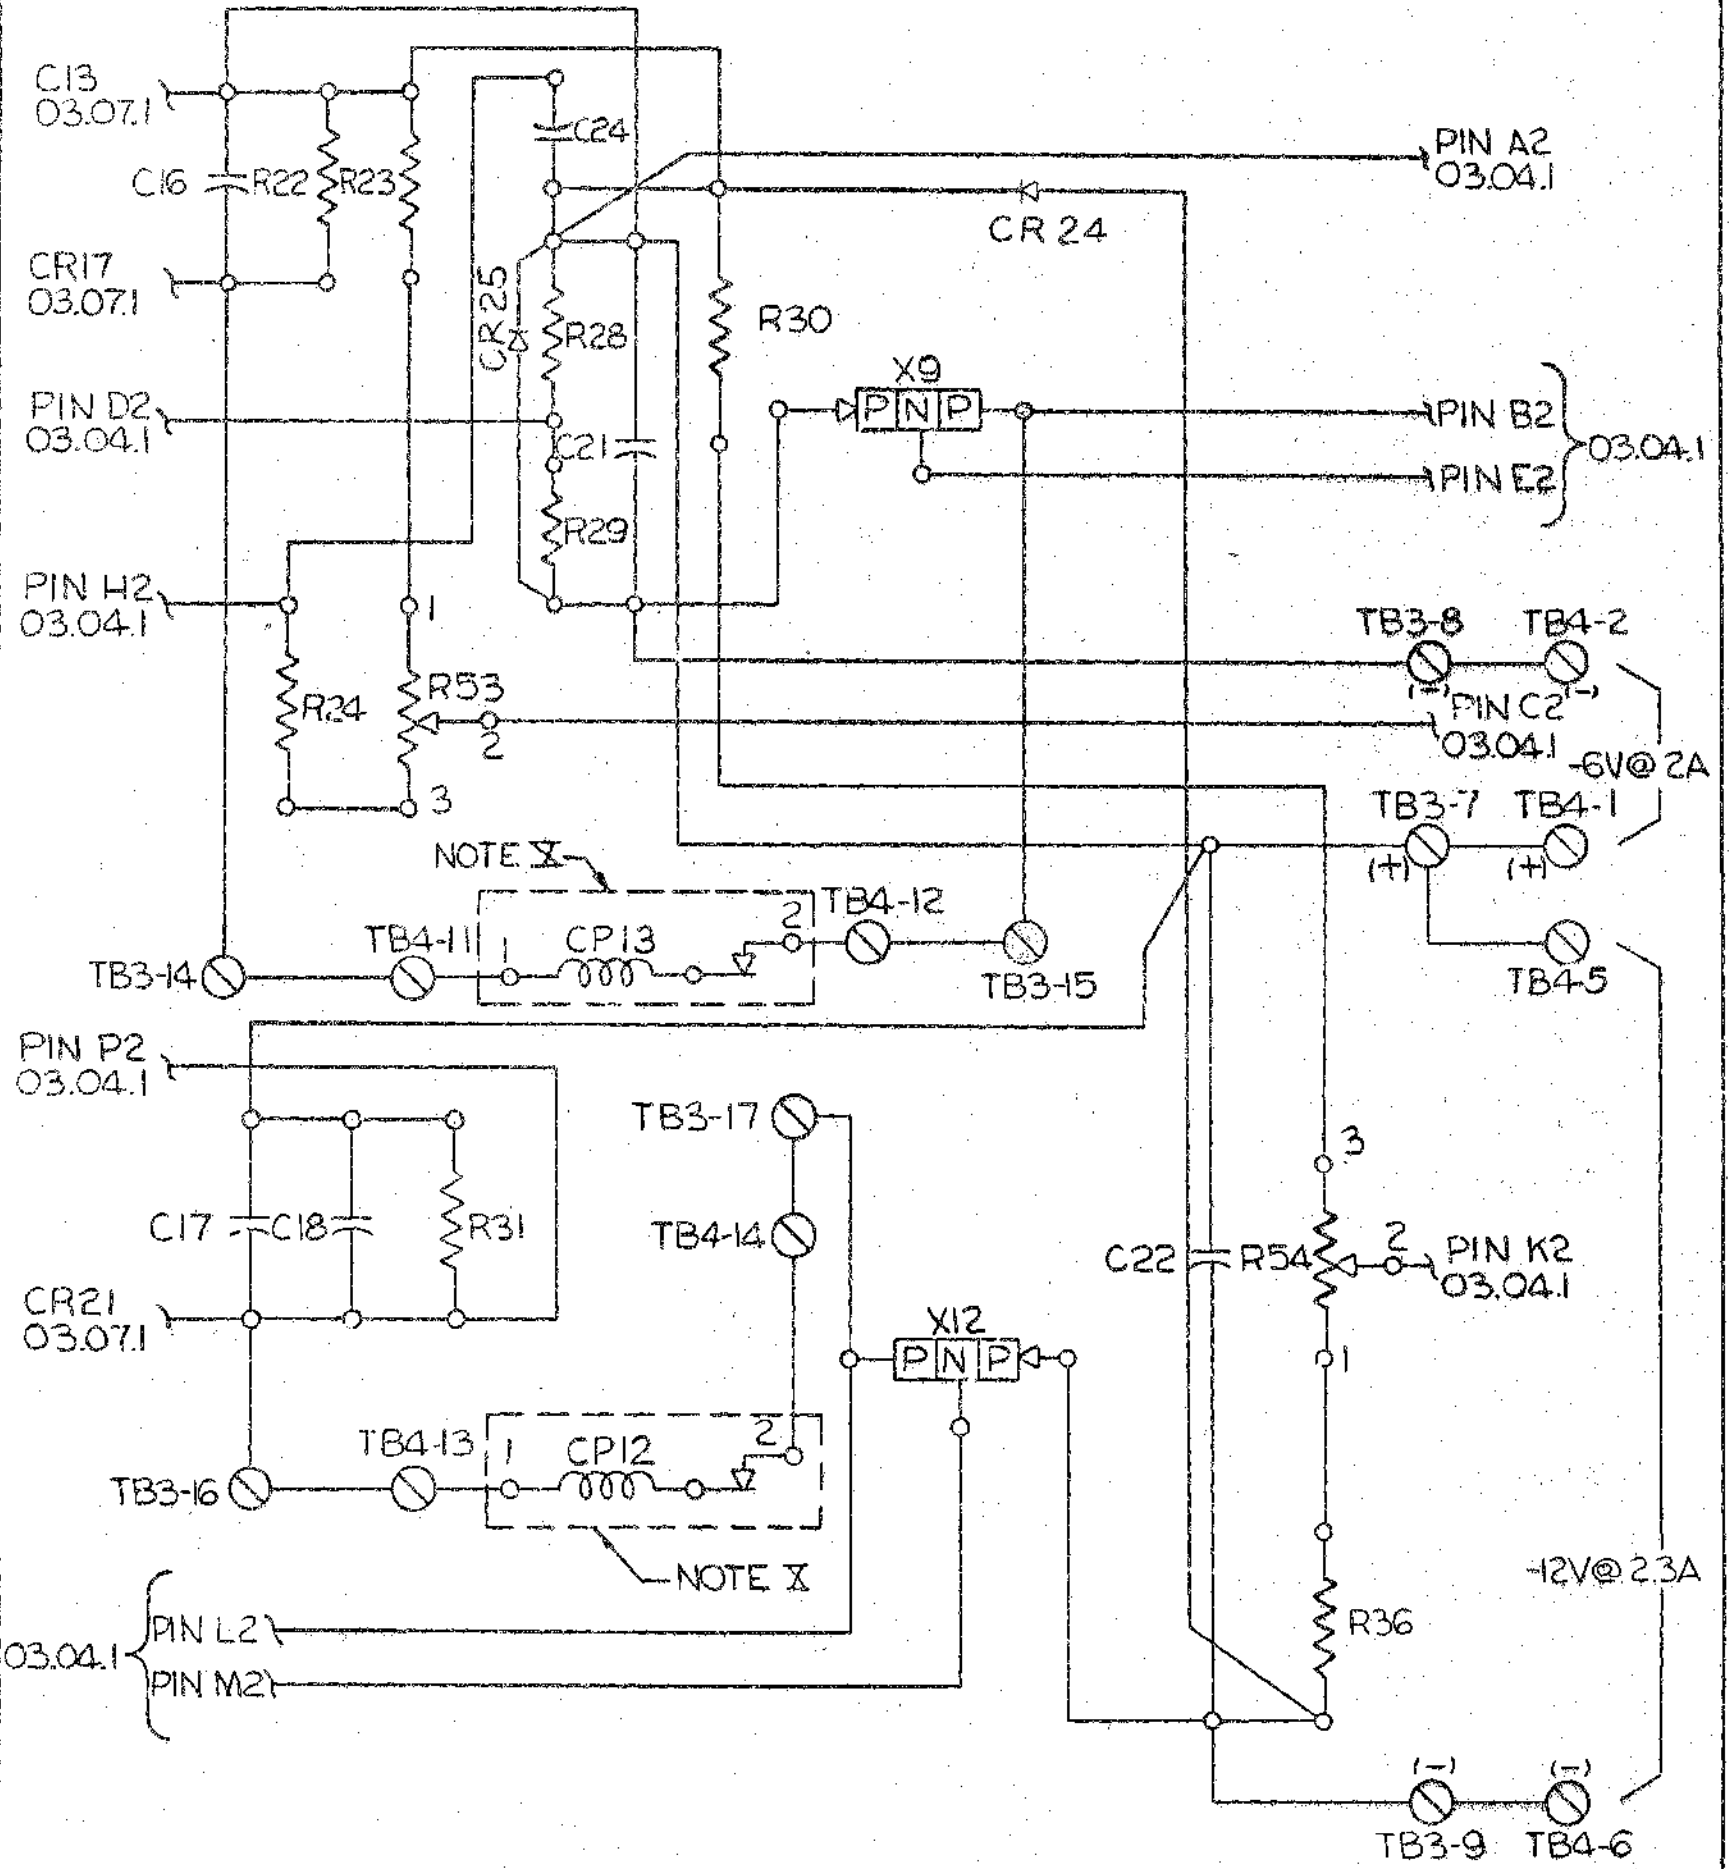 C13
03.07.1
C16
R22
R23
C24
PIN A2
03.04.1
CR 24
CR17
03.07.1
CR 25
R28
R30
X9
P N P
PIN D2
03.04.1
C21
PIN B2
PIN E2
03.04.1
R29
PIN H2
03.04.1
1
TB3-8
TB4-2
(-)
(-)
R24
R53
2
PIN C2
03.04.1
-6V@ 2A
3
TB3-7
TB4-1
(+)
(+)
NOTE X
TB4-11
1
CP13
2
TB4-12
TB3-14
TB3-15
TB4-5
PIN P2
03.04.1
TB3-17
3
C17
C18
R31
TB4-14
C22
R54
2
PIN K2
03.04.1
CR21
03.07.1
X12
P N P
1
TB4-13
1
CP12
2
TB3-16
NOTE X
-12V@ 2.3A
03.04.1
PIN L2
PIN M2
R36
(-)
(-)
TB3-9
TB4-6